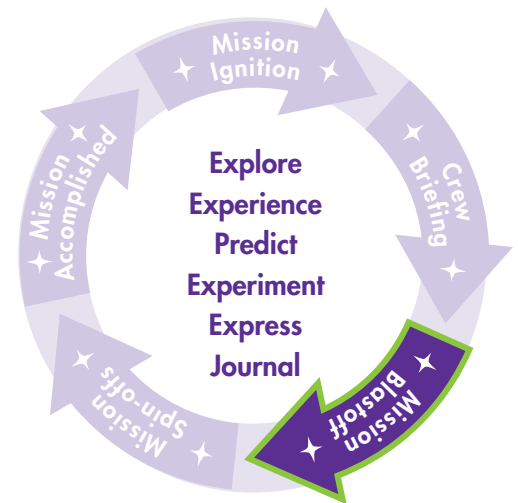 Mission
Ignition
Crew
Briefing
Mission
Blastoff
Mission
Spin-offs
Mission
Accomplished
Explore
Experience
Predict
Experiment
Express
Journal